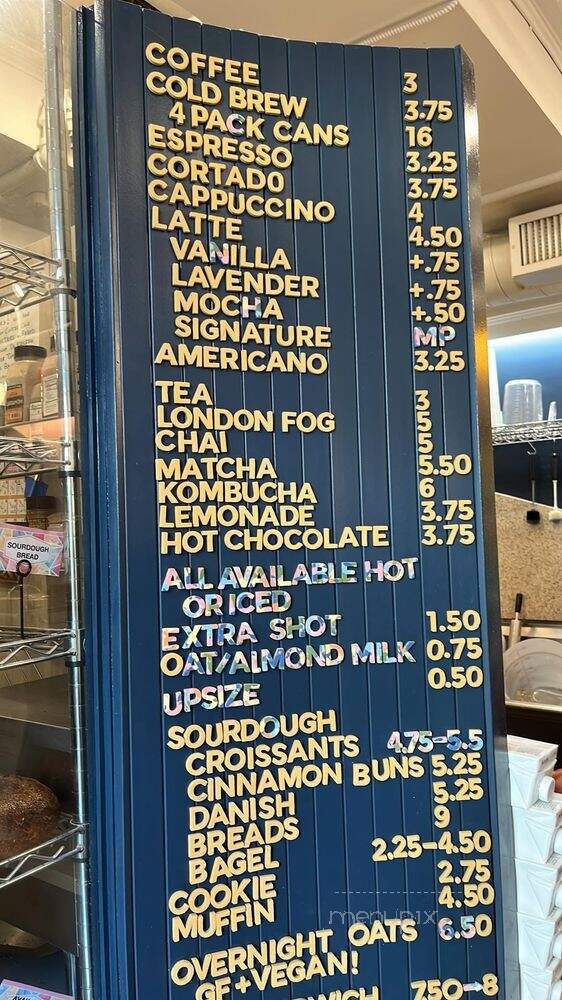 COFFEE 3
COLD BREW 3.75
4 PACK CANS 16
ESPRESSO 3.25
CORTADO 3.75
CAPPUCCINO 4
LATTE 4.50
VANILLA +.75
LAVENDER +.75
MOCHA +.50
SIGNATURE MP
AMERICANO 3.25
TEA 3
LONDON FOG 5
CHAI 5
MATCHA 5.50
KOMBUCHA 6
LEMONADE 3.75
HOT CHOCOLATE 3.75
ALL AVAILABLE HOT
OR ICED
EXTRA SHOT 1.50
OAT/ALMOND MILK 0.75
UPSIZE 0.50
SOURDOUGH
CROISSANTS 4.75-5.5
CINNAMON BUNS 5.25
DANISH 5.25
BREADS 9
BAGEL 2.25-4.50
COOKIE 2.75
MUFFIN 4.50
OVERNIGHT OATS 6.50
GF+VEGAN!
750-8
SOURDOUGH
BREAD
menupix